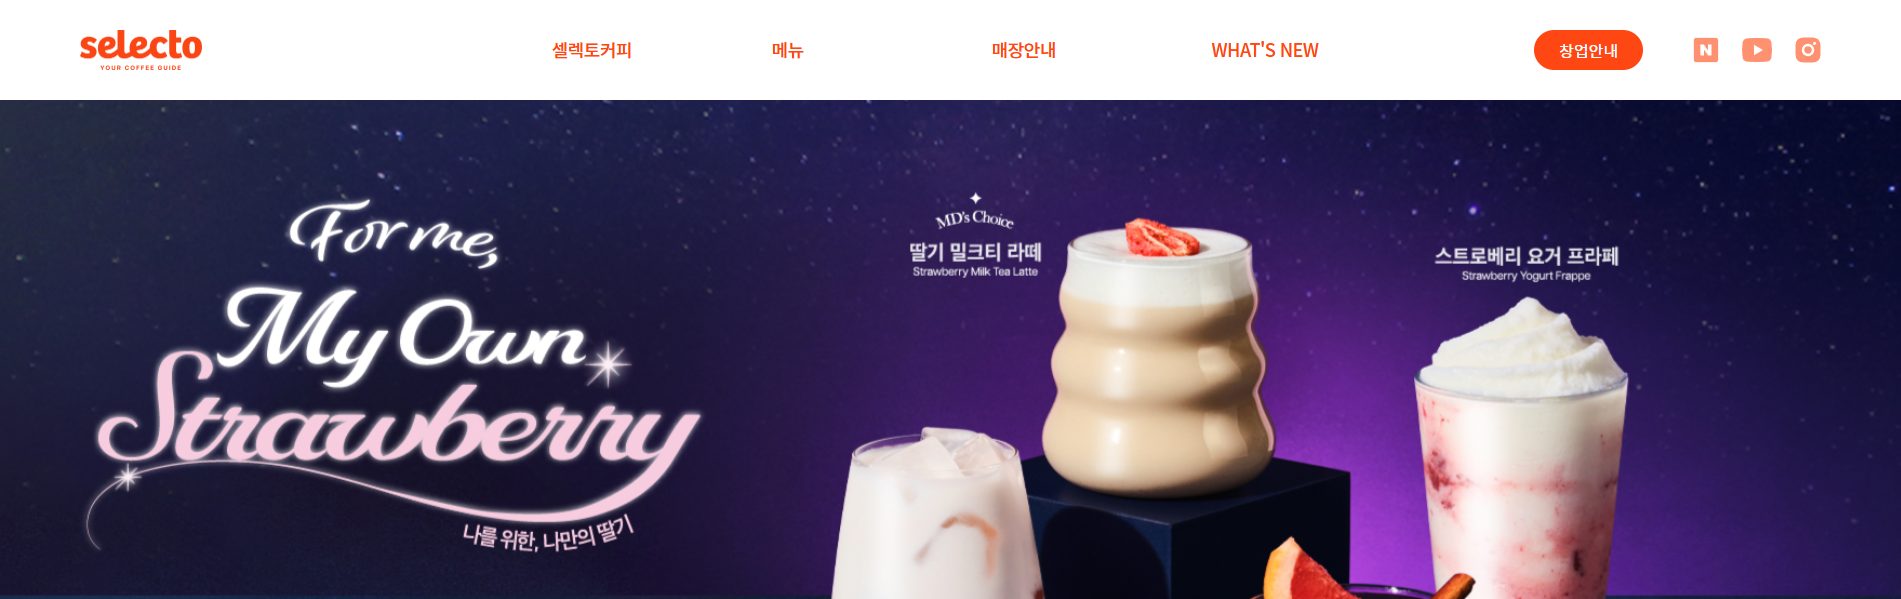 selecto
YOUR COFFEE GUIDE
셀렉토커피
메뉴
매장안내
WHAT'S NEW
창업안내
N
For me,
My Own
Strawberry
나를 위한, 나만의 딸기
MD's Choice
딸기 밀크티 라떼
Strawberry Milk Tea Latte
스트로베리 요거 프라페
Strawberry Yogurt Frappe